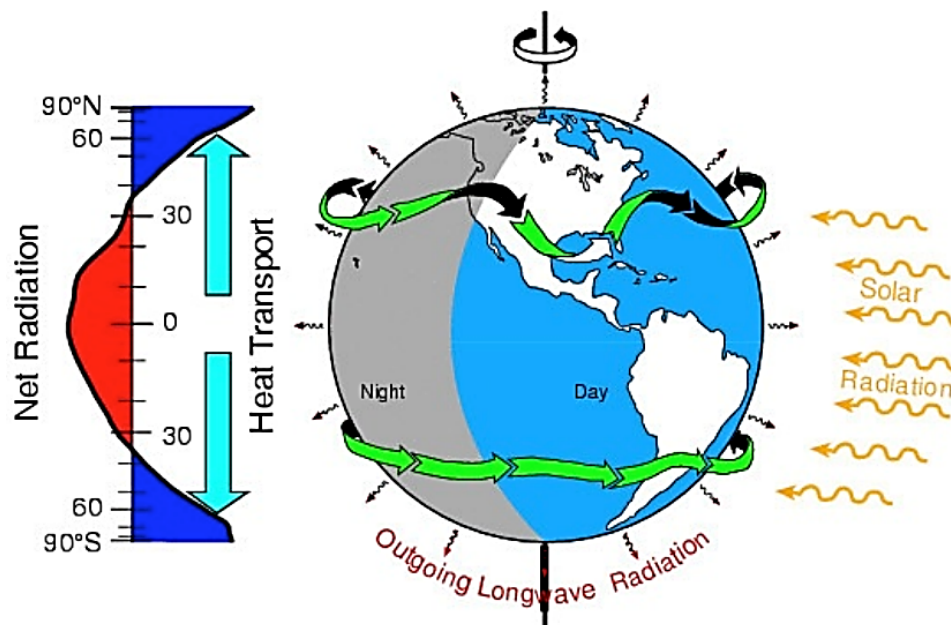 Net Radiation
90°N
60
30
0
30
60
90°S
Heat Transport
Night
Day
Solar
Radiation
Outgoing Longwave Radiation